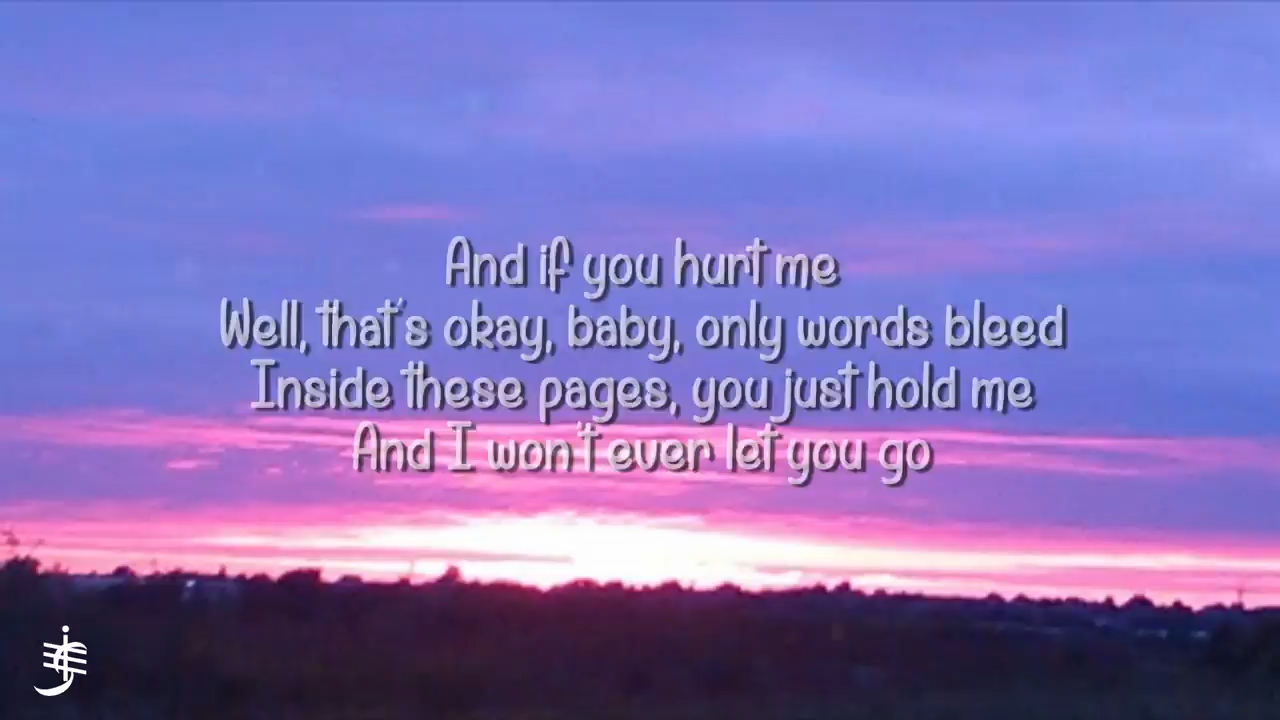 And if you hurt me
Well, that's okay, baby, only words bleed
Inside these pages, you just hold me
And I won't ever let you go